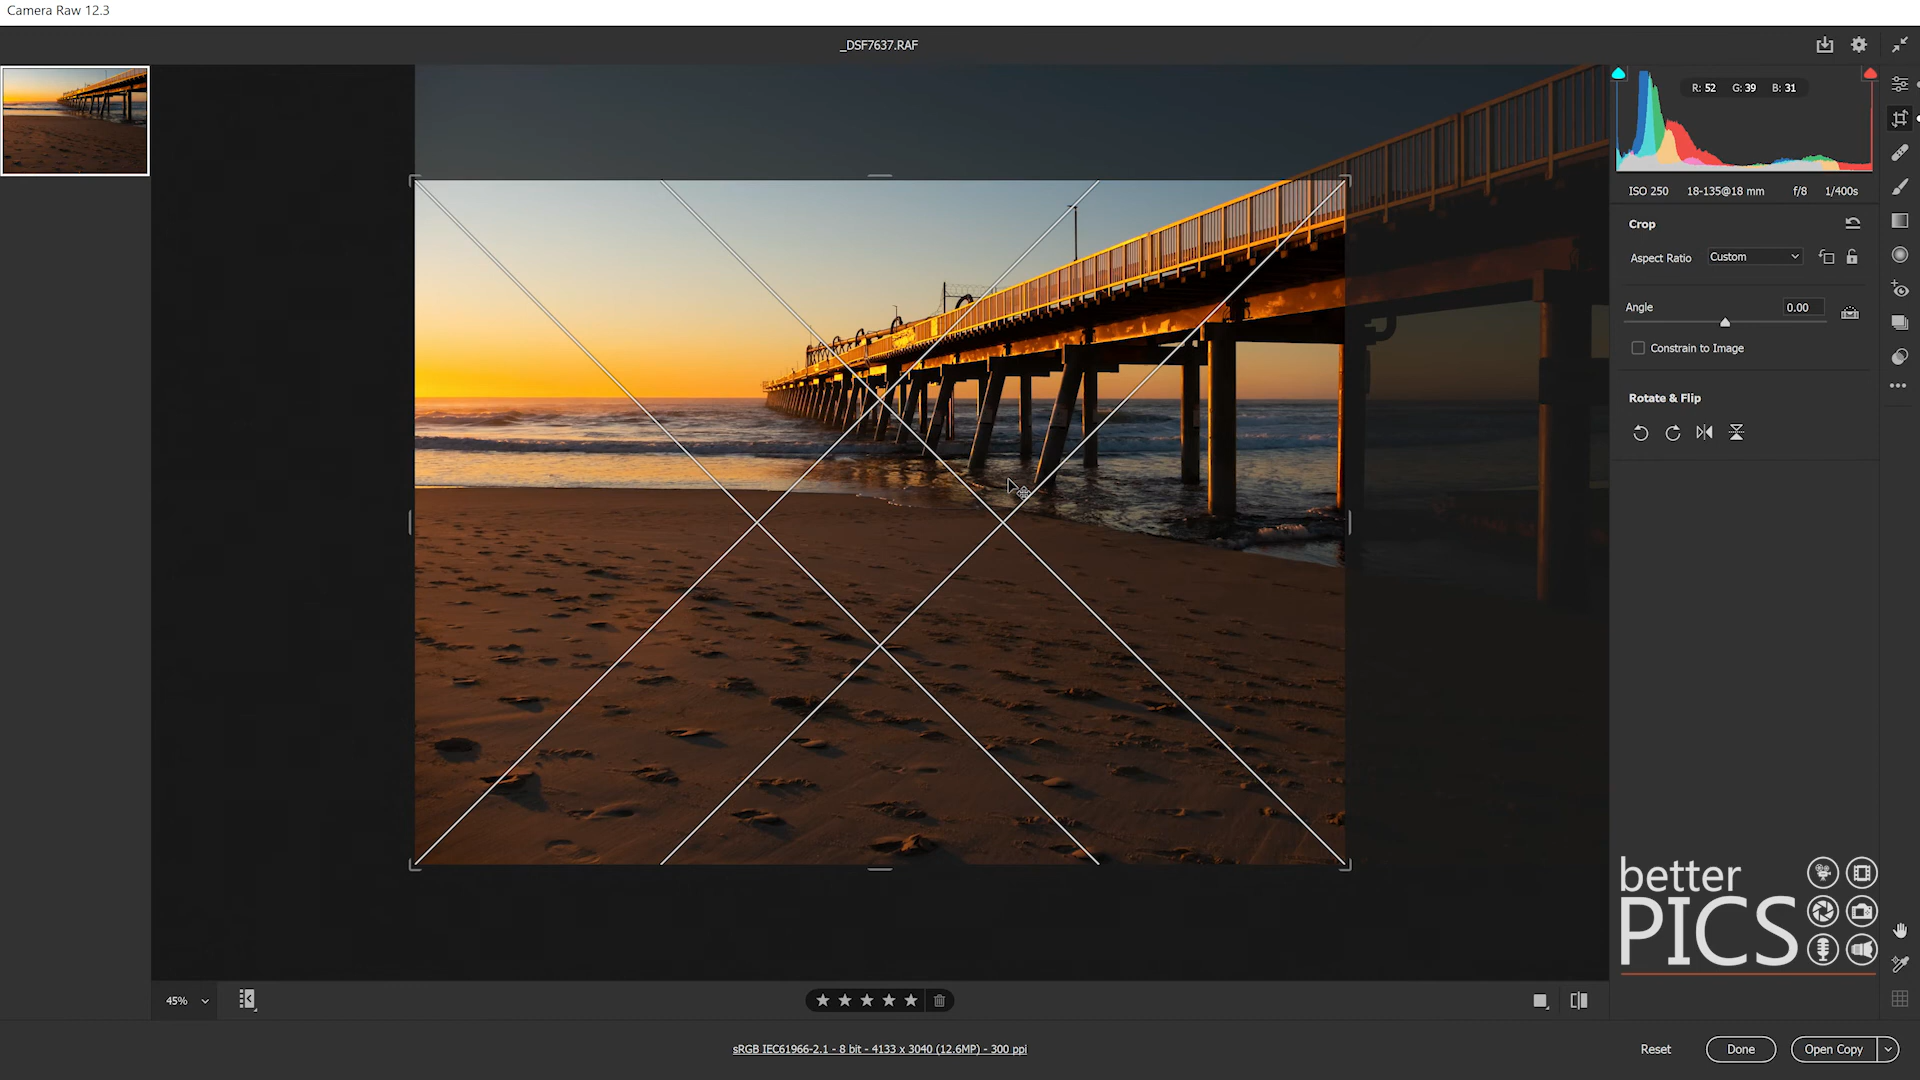 Camera Raw 12.3
_DSF7637.RAF
R: 52 G: 39 B: 31
ISO 250 18-135@18 mm f/8 1/400s
Crop
Aspect Ratio Custom
Angle 0.00
Constrain to Image
Rotate & Flip
better
PICS
45%
sRGB IEC61966-2.1 - 8 bit - 4133 x 3040 (12.6MP) - 300 ppi
Reset Done Open Copy